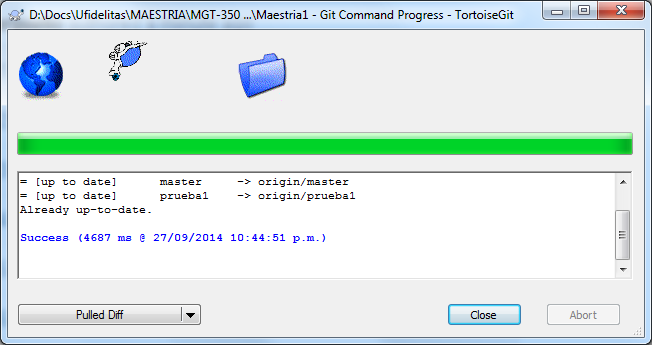 D:\Docs\Ufidelitas\MAESTRIA\MGT-350 ...\Maestria1 - Git Command Progress - TortoiseGit
= [up to date]      master     -> origin/master
= [up to date]      prueba1    -> origin/prueba1
Already up-to-date.
Success (4687 ms @ 27/09/2014 10:44:51 p.m.)
Pulled Diff
Close
Abort